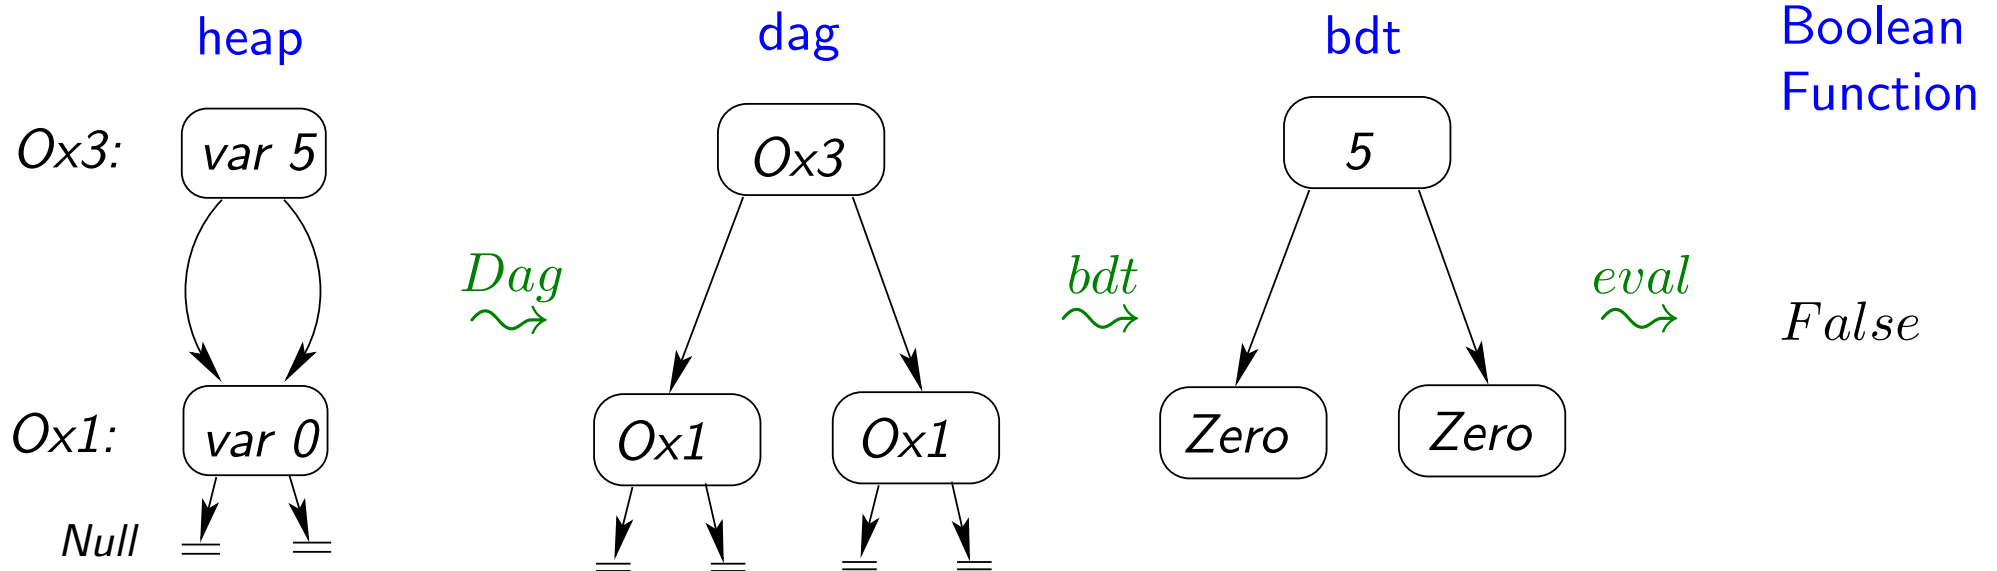 heap
dag
bdt
Boolean
Function
Ox3:
var 5
Ox3
5
Dag
bdt
eval
False
Ox1:
var 0
Ox1
Ox1
Zero
Zero
Null